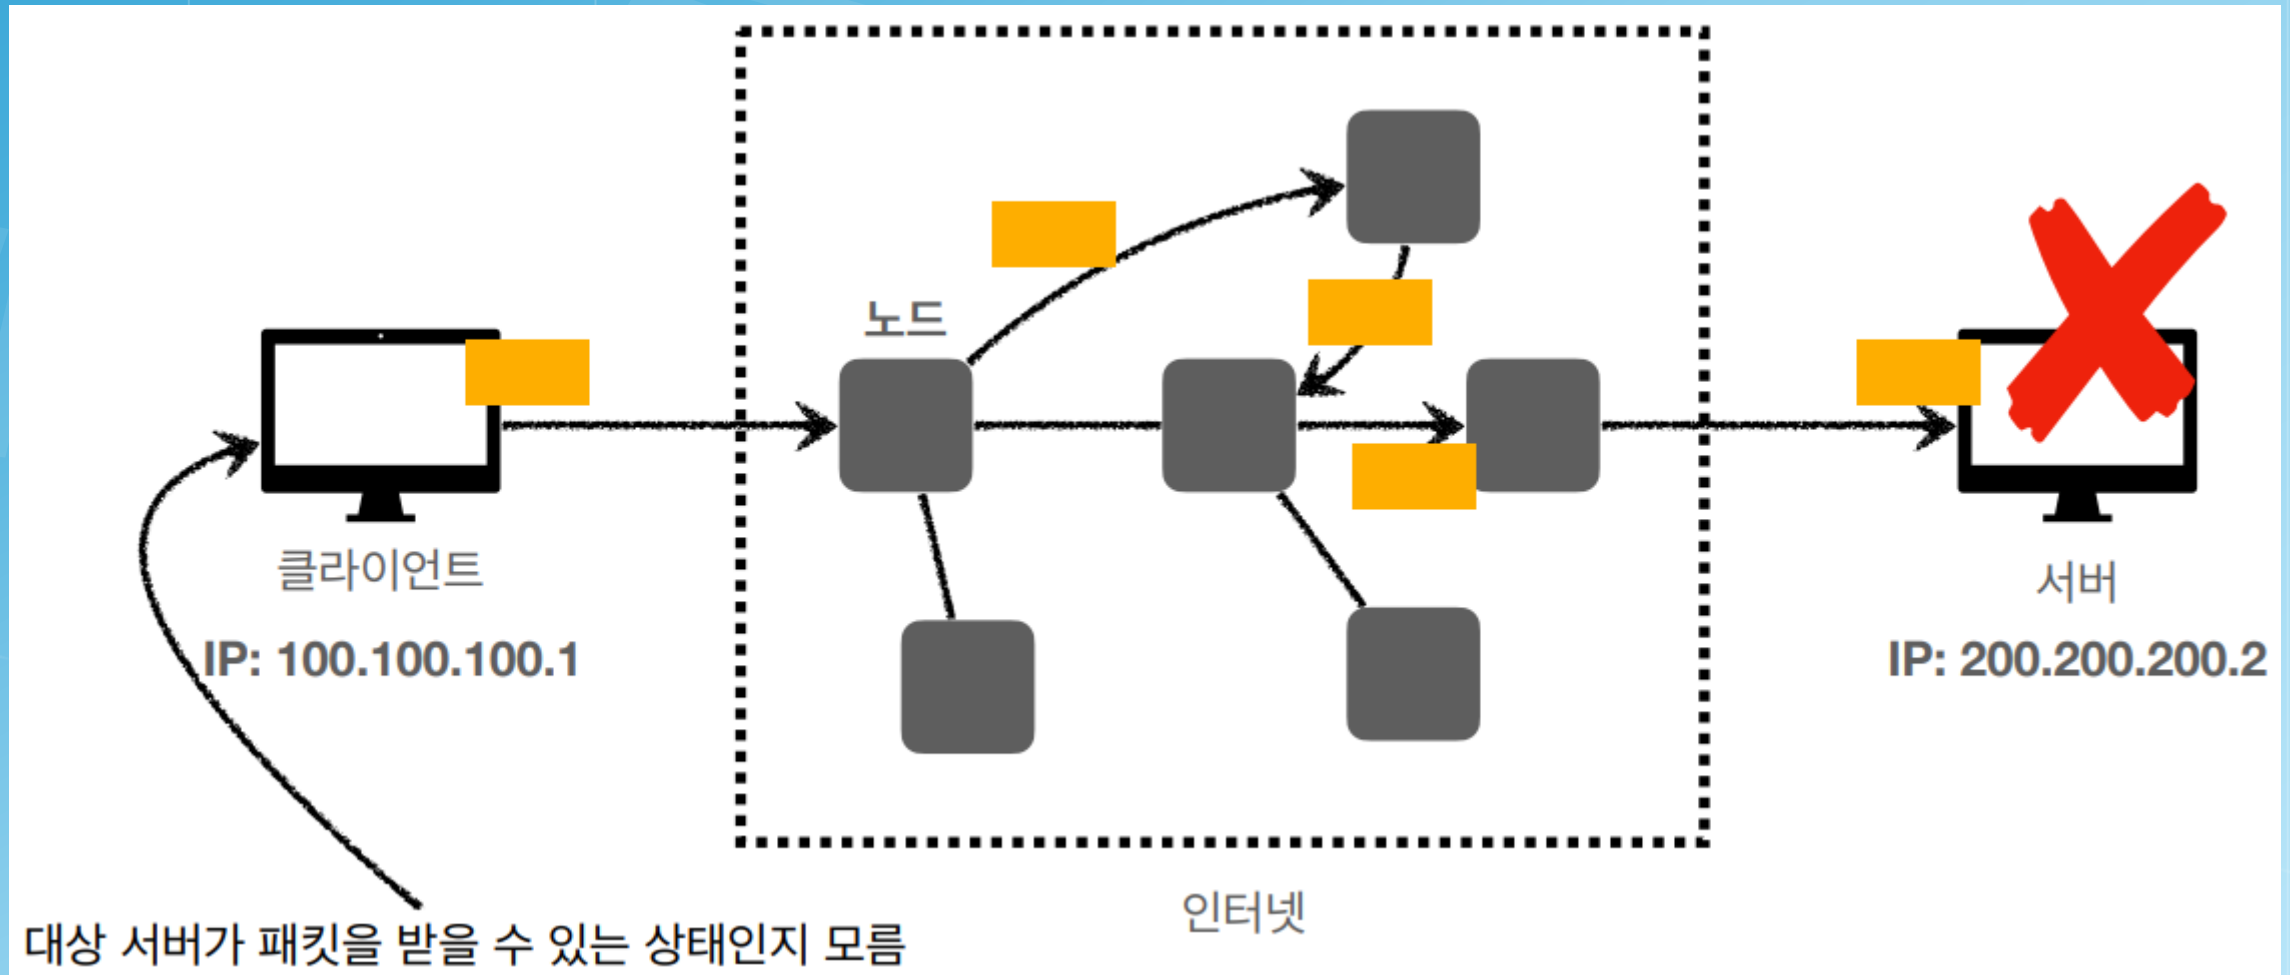 노드
클라이언트
IP: 100.100.100.1
서버
IP: 200.200.200.2
인터넷
대상 서버가 패킷을 받을 수 있는 상태인지 모름